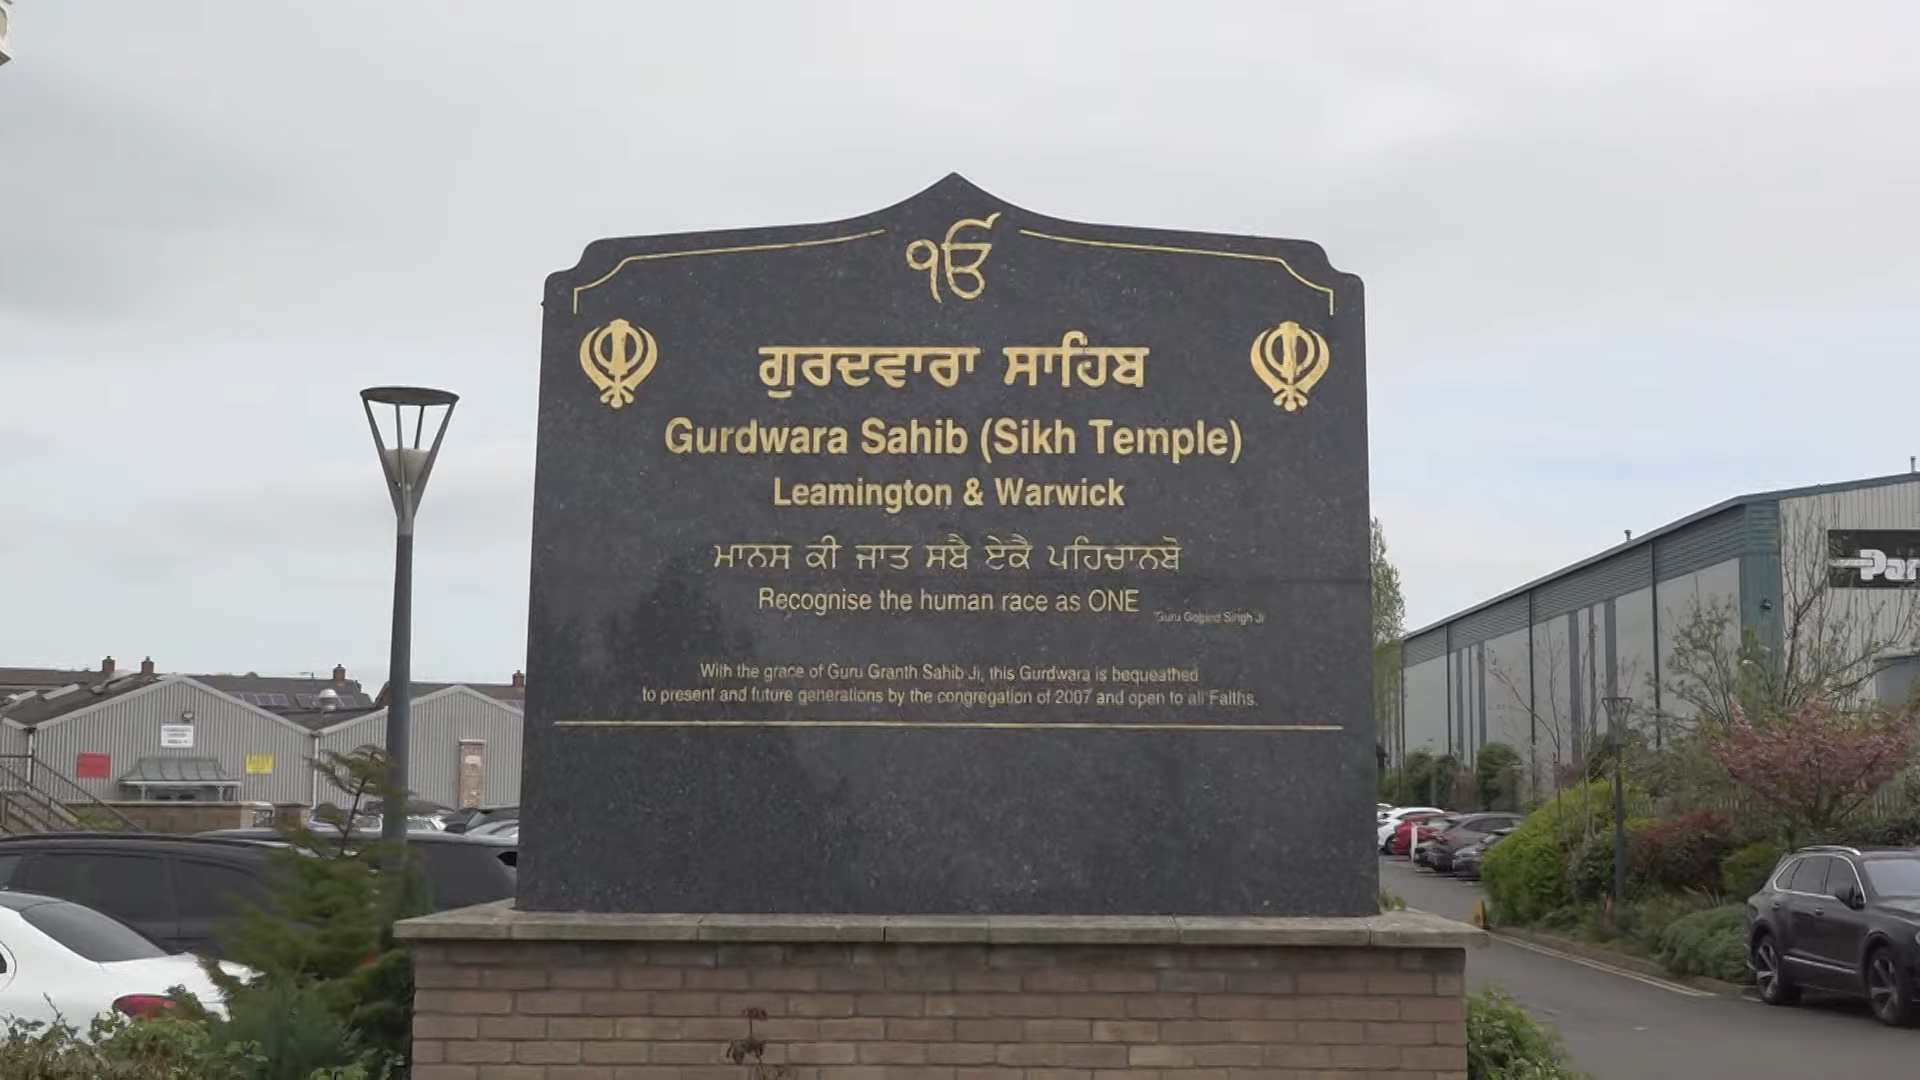 ੴ
ਗੁਰਦਵਾਰਾ ਸਾਹਿਬ
Gurdwara Sahib (Sikh Temple)
Leamington & Warwick
ਮਾਨਸ ਕੀ ਜਾਤ ਸਬੈ ਏਕੈ ਪਹਿਚਾਨਬੋ
Recognise the human race as ONE
Guru Gobind Singh Ji
With the grace of Guru Granth Sahib Ji, this Gurdwara is bequeathed
to present and future generations by the congregation of 2007 and open to all Faiths.